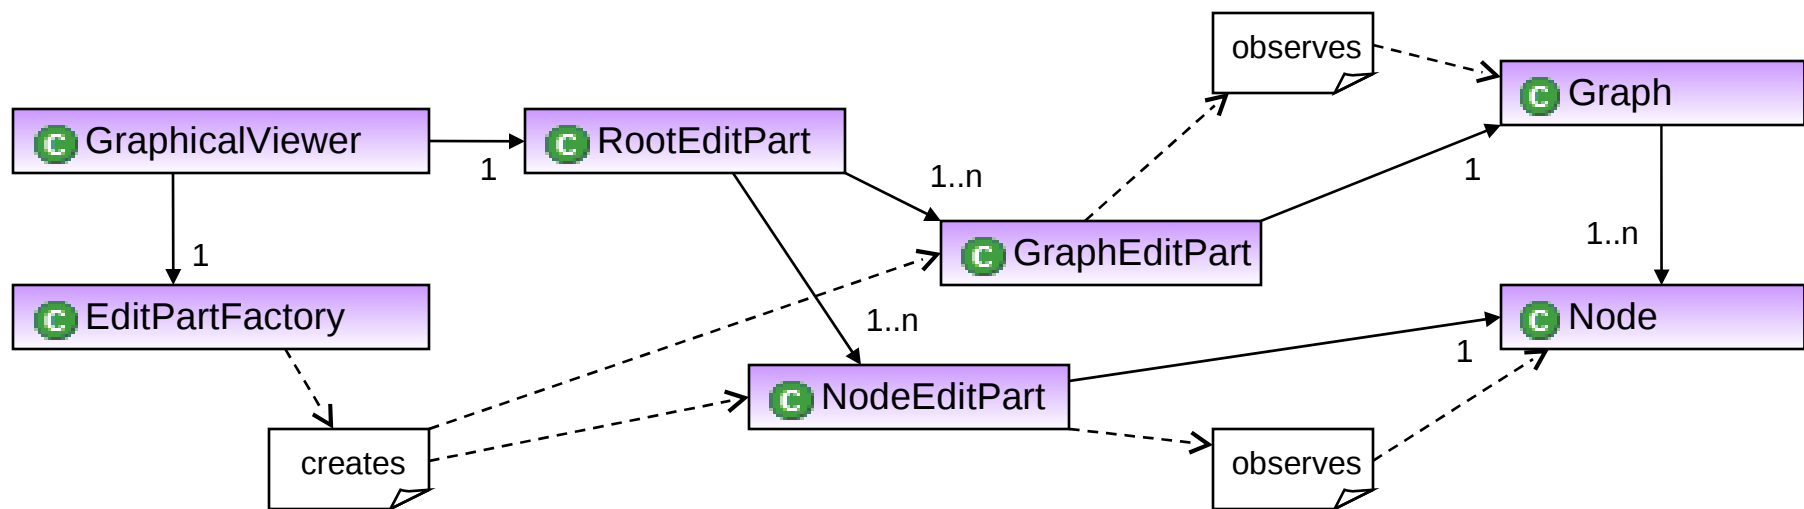 observes
C Graph
C GraphicalViewer
1
C RootEditPart
1..n
1
C GraphEditPart
1..n
1
C EditPartFactory
1..n
C Node
1
C NodeEditPart
creates
observes